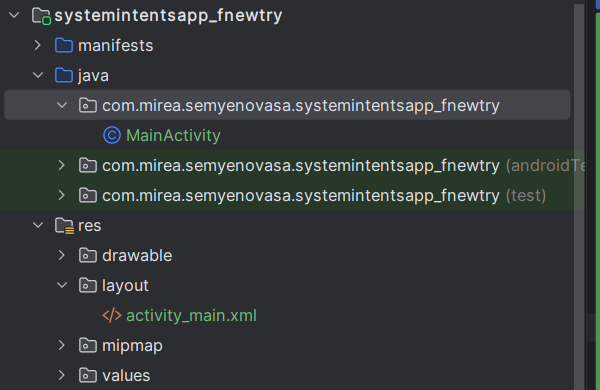 systemintentsapp_fnewtry
manifests
java
com.mirea.semyenovasa.systemintentsapp_fnewtry
MainActivity
com.mirea.semyenovasa.systemintentsapp_fnewtry (androidTe
com.mirea.semyenovasa.systemintentsapp_fnewtry (test)
res
drawable
layout
activity_main.xml
mipmap
values